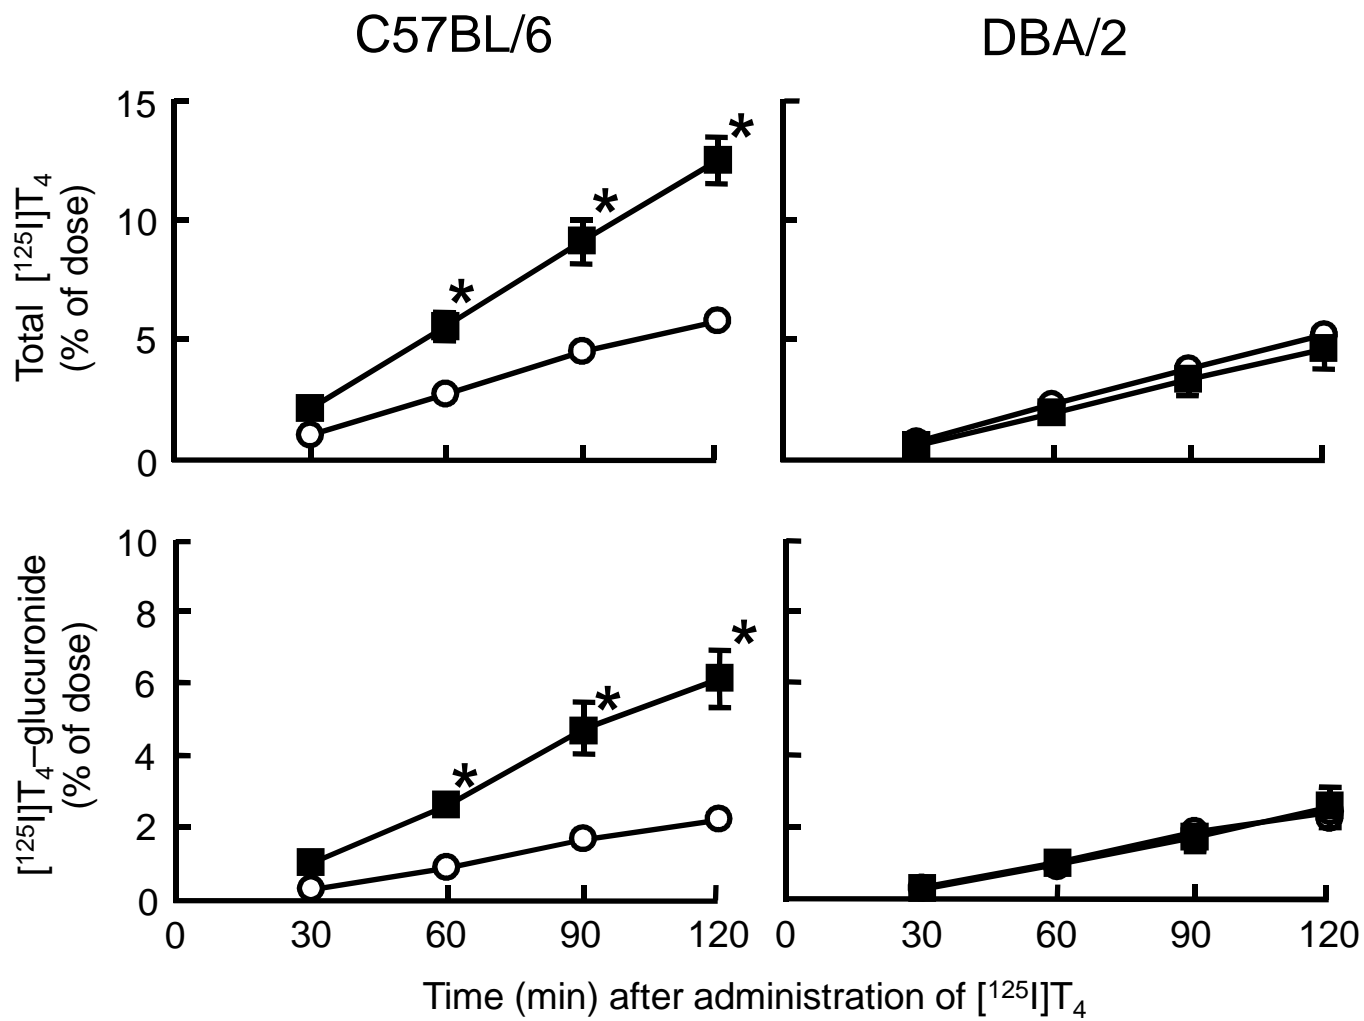 C57BL/6 DBA/2
Total [¹²⁵I]T₄
(% of dose)
15
10
5
0
*
*
*
[¹²⁵I]T₄–glucuronide
(% of dose)
10
8
6
4
2
0
*
*
*
0 30 60 90 120 0 30 60 90 120
Time (min) after administration of [¹²⁵I]T₄